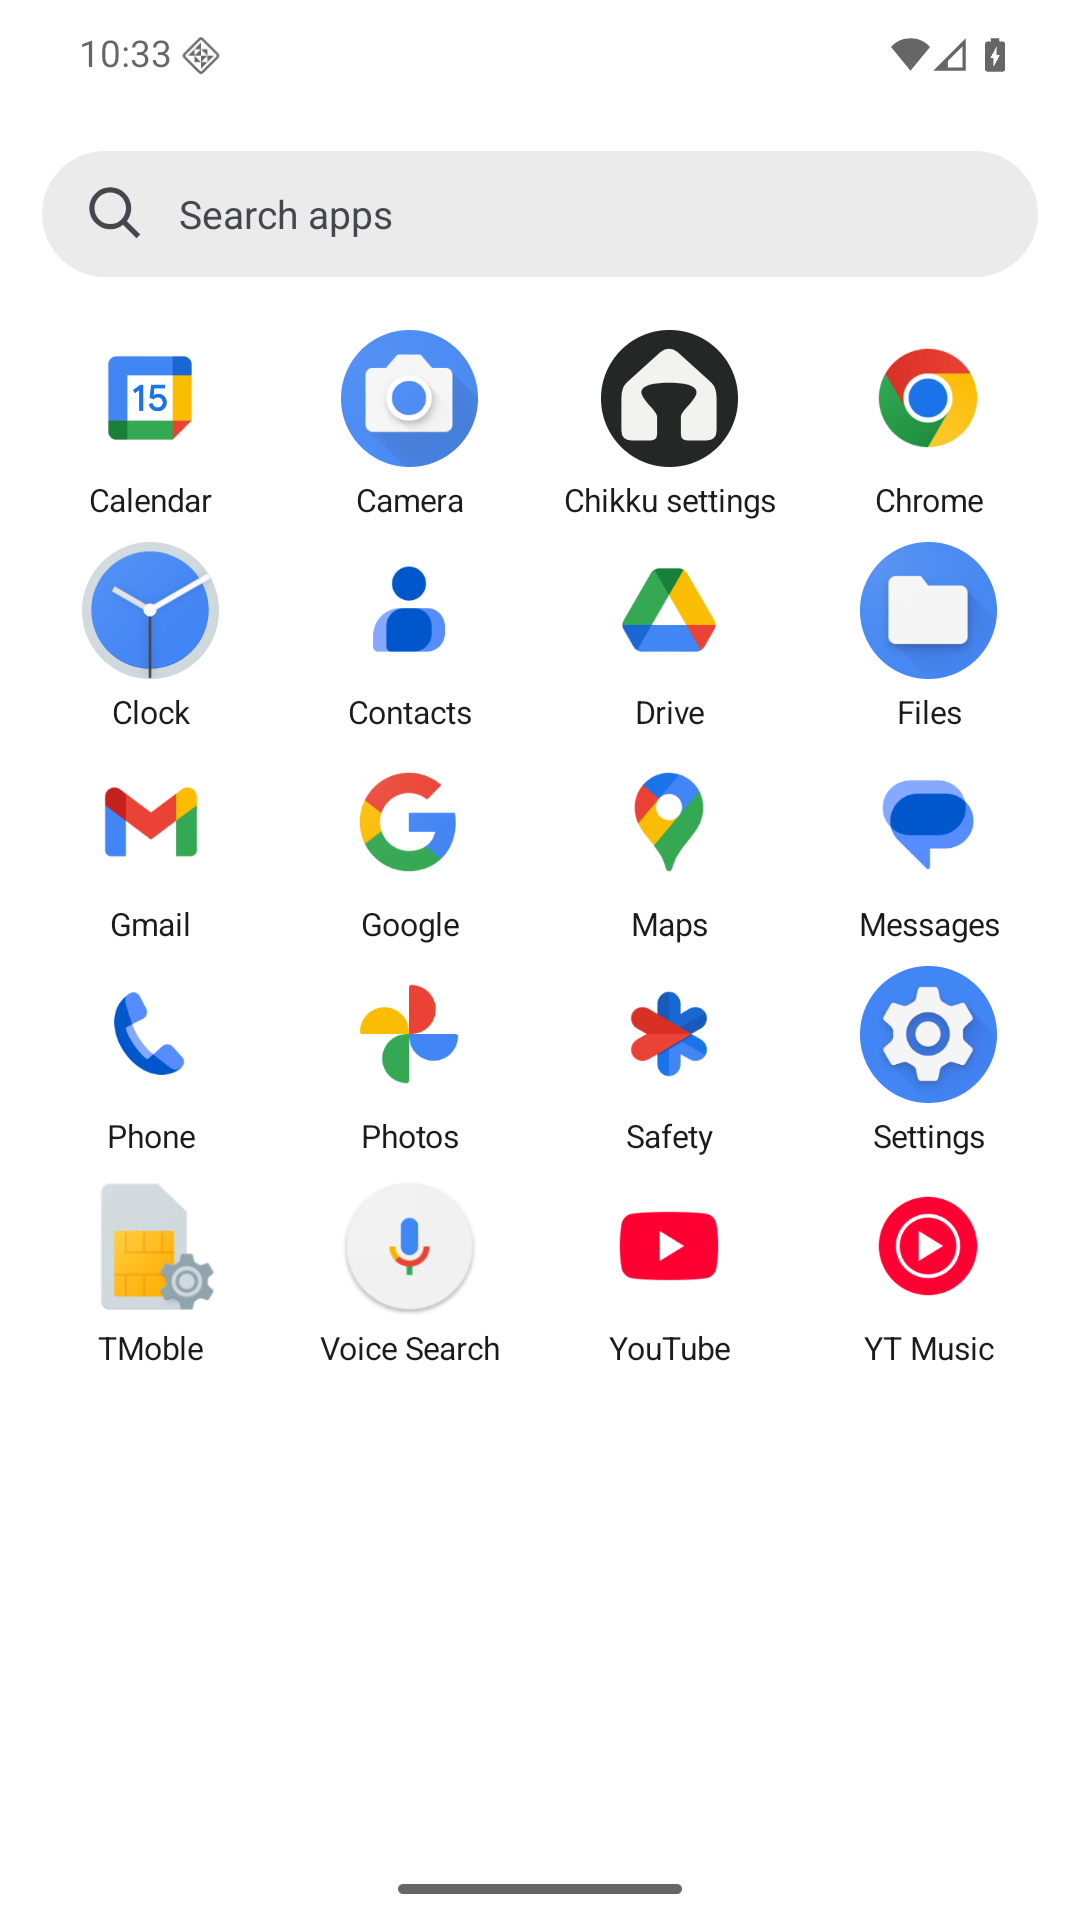 10:33
Search apps
15
Calendar
Camera
Chikku settings
Chrome
Clock
Contacts
Drive
Files
Gmail
Google
Maps
Messages
Phone
Photos
Safety
Settings
TMoble
Voice Search
YouTube
YT Music